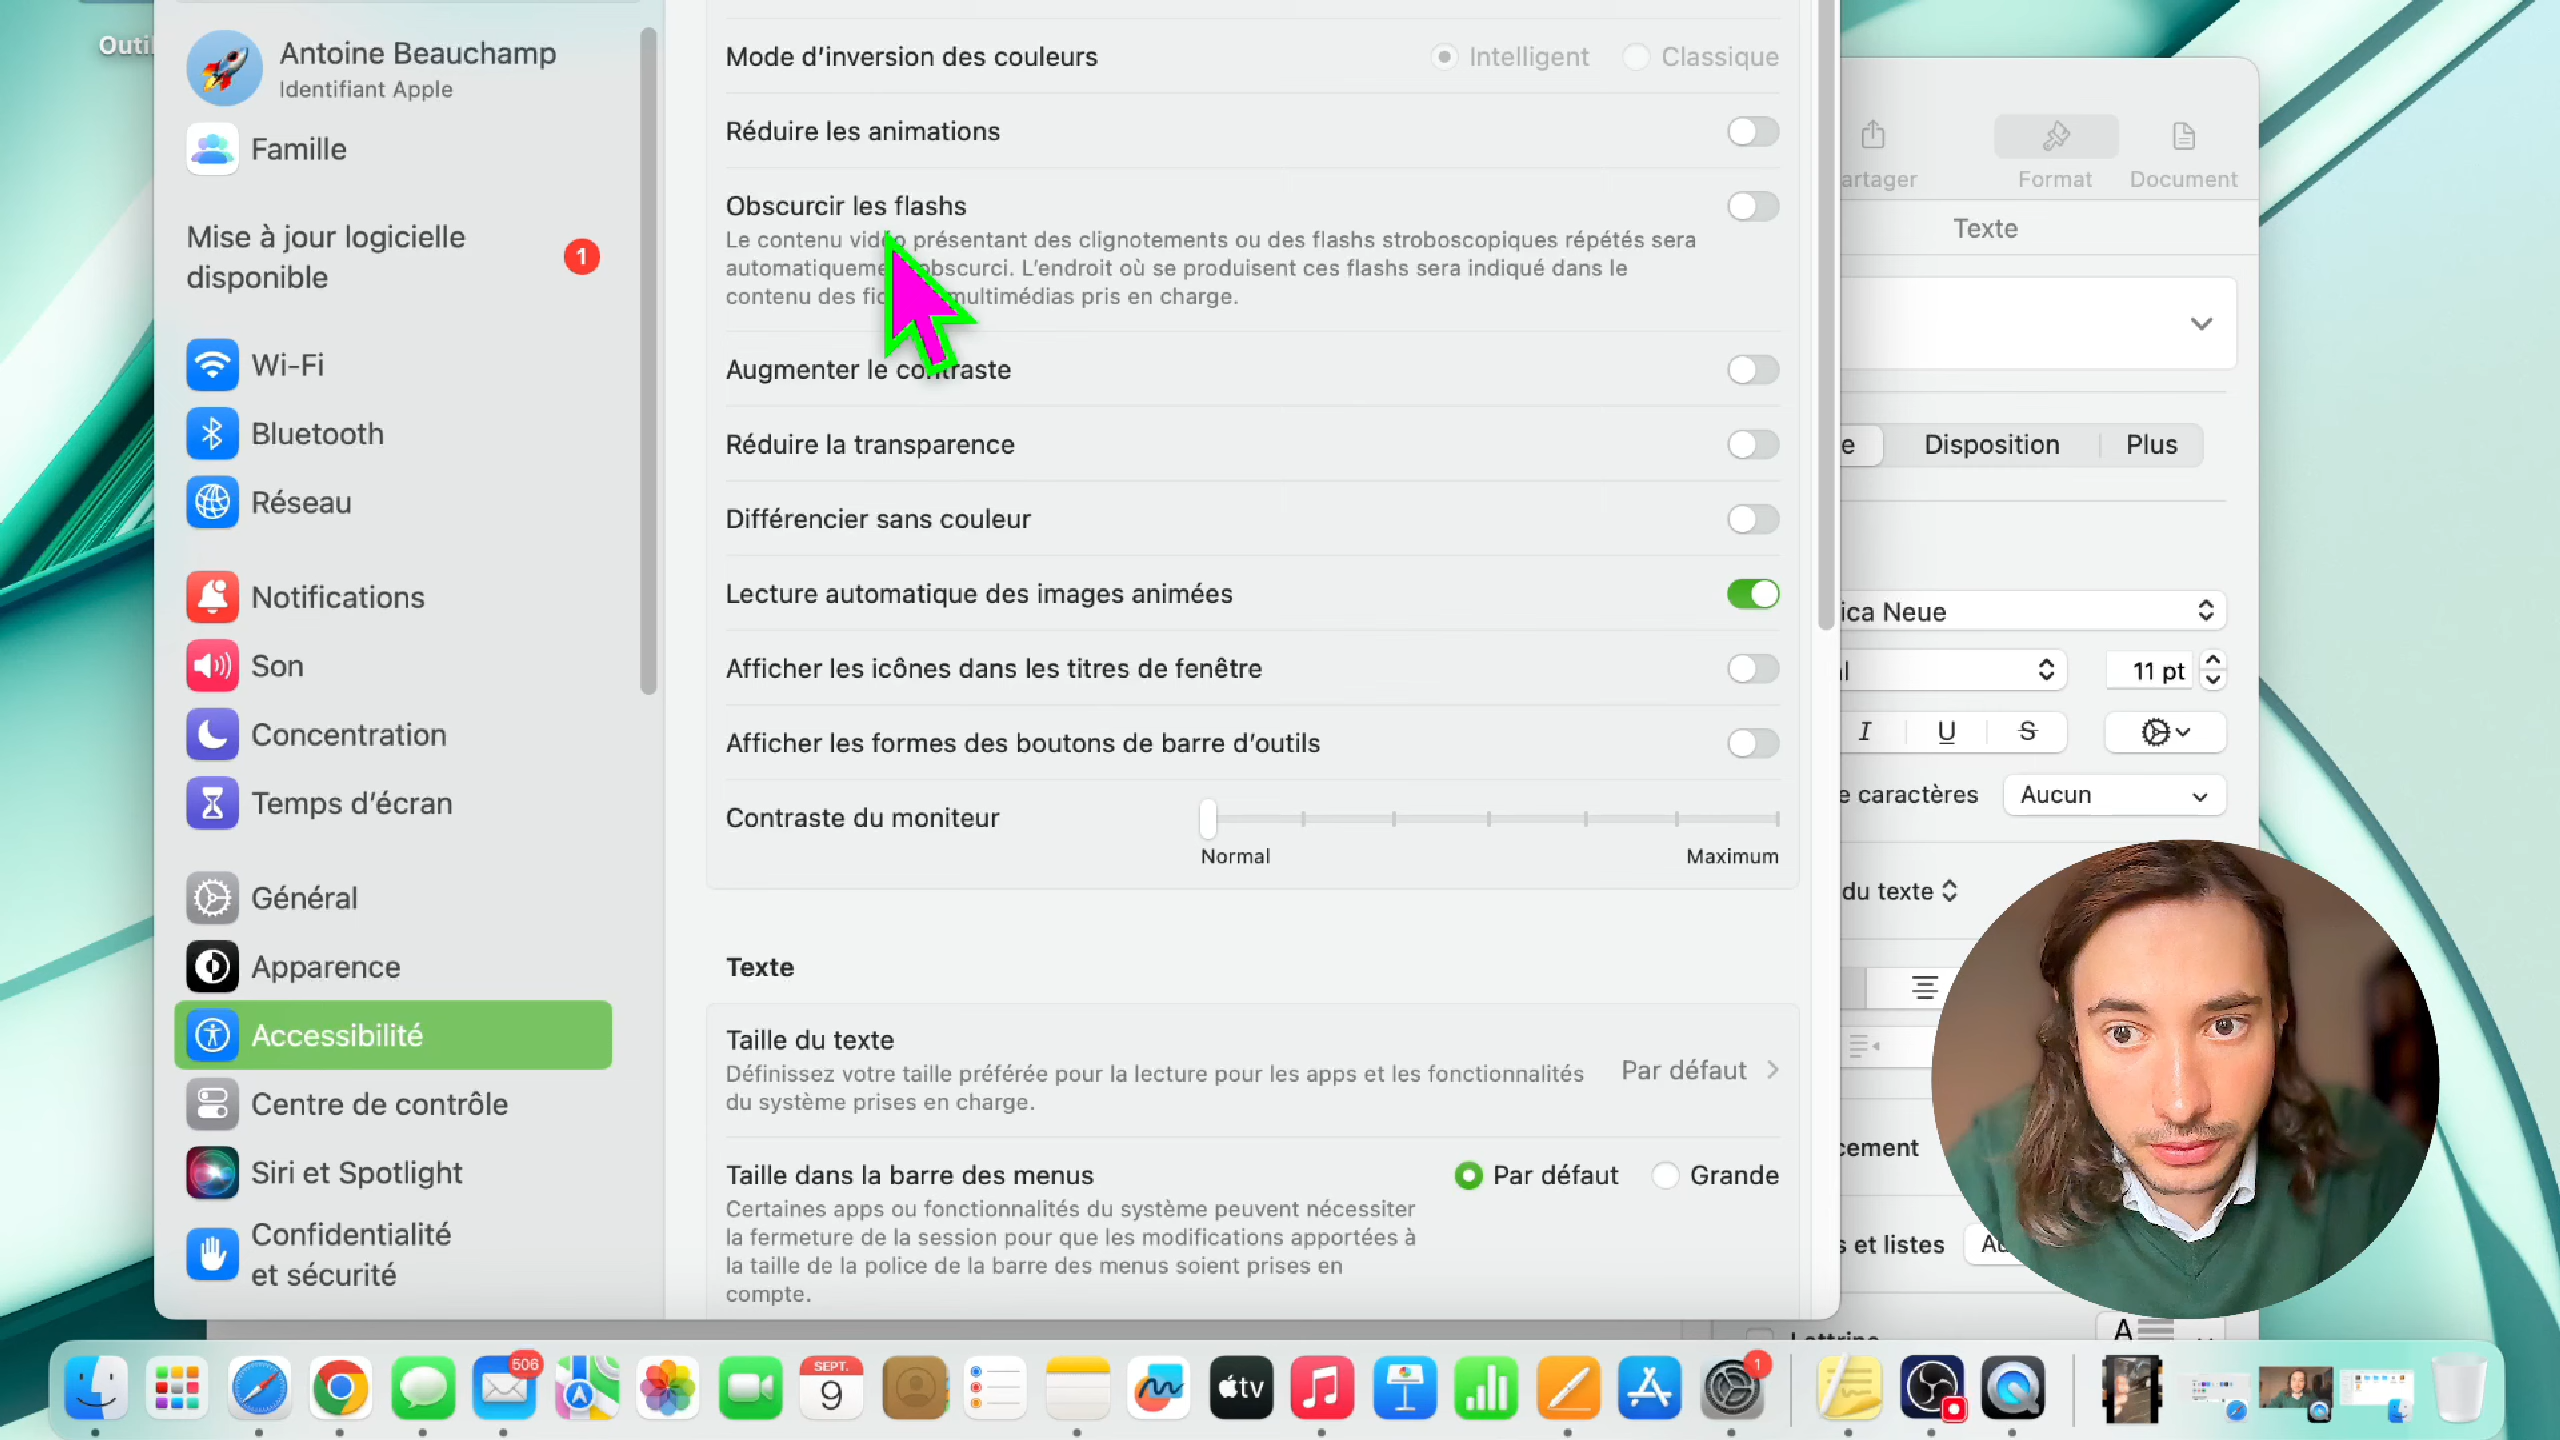 Outil
Antoine Beauchamp
Identifiant Apple
Famille
Mise à jour logicielle
disponible
1
Wi-Fi
Bluetooth
Réseau
Notifications
Son
Concentration
Temps d’écran
Général
Apparence
Accessibilité
Centre de contrôle
Siri et Spotlight
Confidentialité
et sécurité
Mode d’inversion des couleurs
Intelligent
Classique
Réduire les animations
Obscurcir les flashs
Le contenu vidéo présentant des clignotements ou des flashs stroboscopiques répétés sera
automatiqueme obscurci. L’endroit où se produisent ces flashs sera indiqué dans le
contenu des fic multimédias pris en charge.
Augmenter le contraste
Réduire la transparence
Différencier sans couleur
Lecture automatique des images animées
Afficher les icônes dans les titres de fenêtre
Afficher les formes des boutons de barre d’outils
Contraste du moniteur
Normal
Maximum
Texte
Taille du texte
Définissez votre taille préférée pour la lecture pour les apps et les fonctionnalités
du système prises en charge.
Par défaut
Taille dans la barre des menus
Par défaut
Grande
Certaines apps ou fonctionnalités du système peuvent nécessiter
la fermeture de la session pour que les modifications apportées à
la taille de la police de la barre des menus soient prises en
compte.
artager
Format
Document
Texte
e
Disposition
Plus
ica Neue
l
11 pt
I
U
S
e caractères
Aucun
du texte
cement
s et listes
Au
Lettrine
A
506
SEPT.
9
tv
1